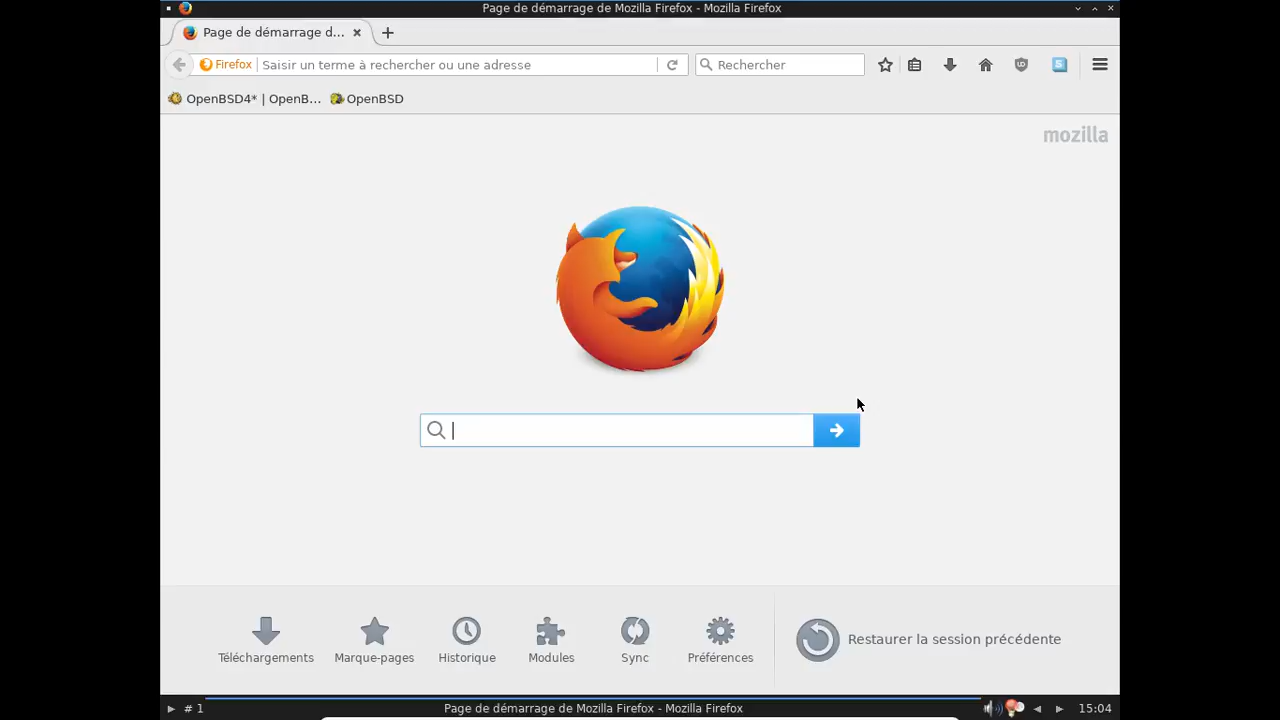 Page de démarrage de Mozilla Firefox - Mozilla Firefox
Page de démarrage d...
Firefox Saisir un terme à rechercher ou une adresse
Rechercher
OpenBSD4* | OpenB...
OpenBSD
mozilla
Téléchargements
Marque-pages
Historique
Modules
Sync
Préférences
Restaurer la session précédente
# 1
Page de démarrage de Mozilla Firefox - Mozilla Firefox
15:04